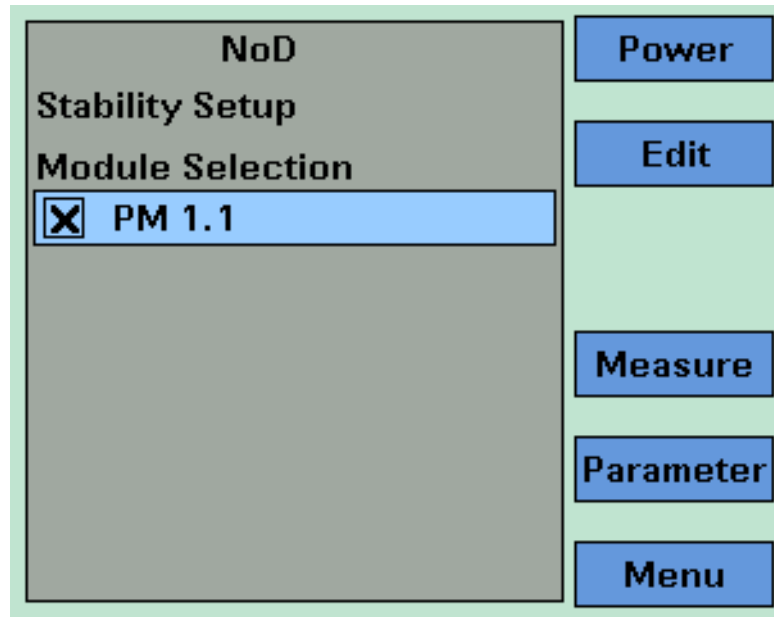 NoD
Stability Setup
Module Selection
PM 1.1
Power
Edit
Measure
Parameter
Menu